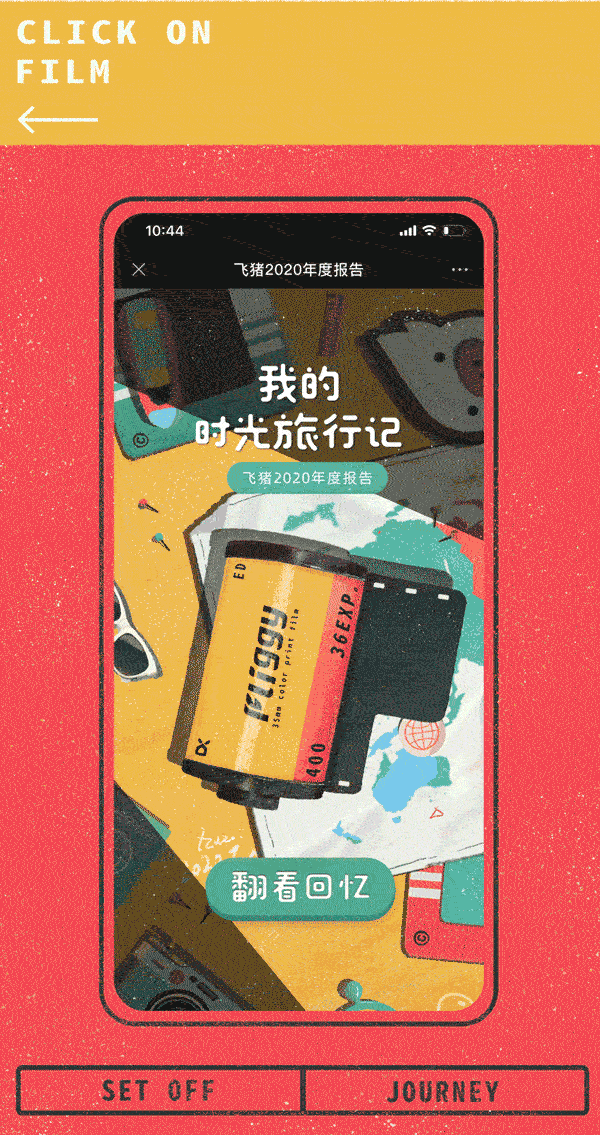 CLICK ON
FILM
10:44
飞猪2020年度报告
我的
时光旅行记
飞猪2020年度报告
ED
Fliggy
35mm color print film
36EXP.
400
DX
翻看回忆
SET OFF
JOURNEY